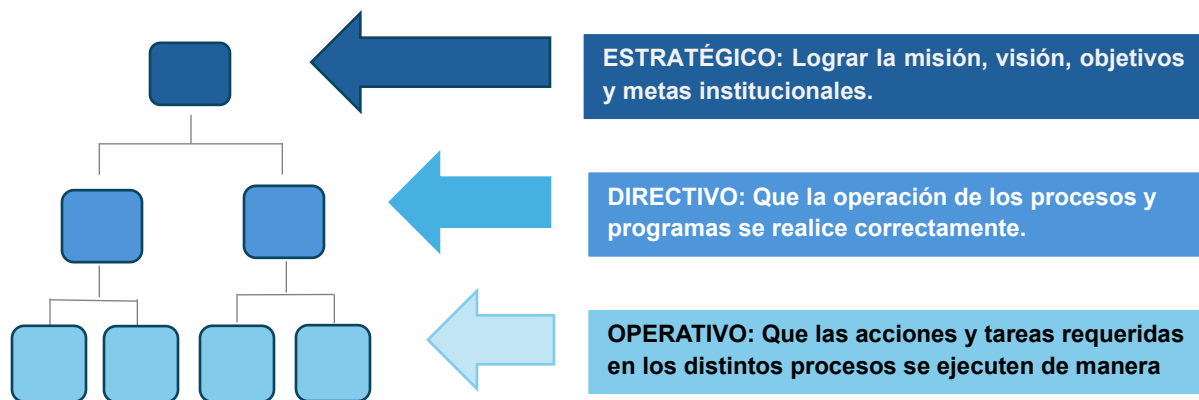 ESTRATÉGICO: Lograr la misión, visión, objetivos
y metas institucionales.
DIRECTIVO: Que la operación de los procesos y
programas se realice correctamente.
OPERATIVO: Que las acciones y tareas requeridas
en los distintos procesos se ejecuten de manera